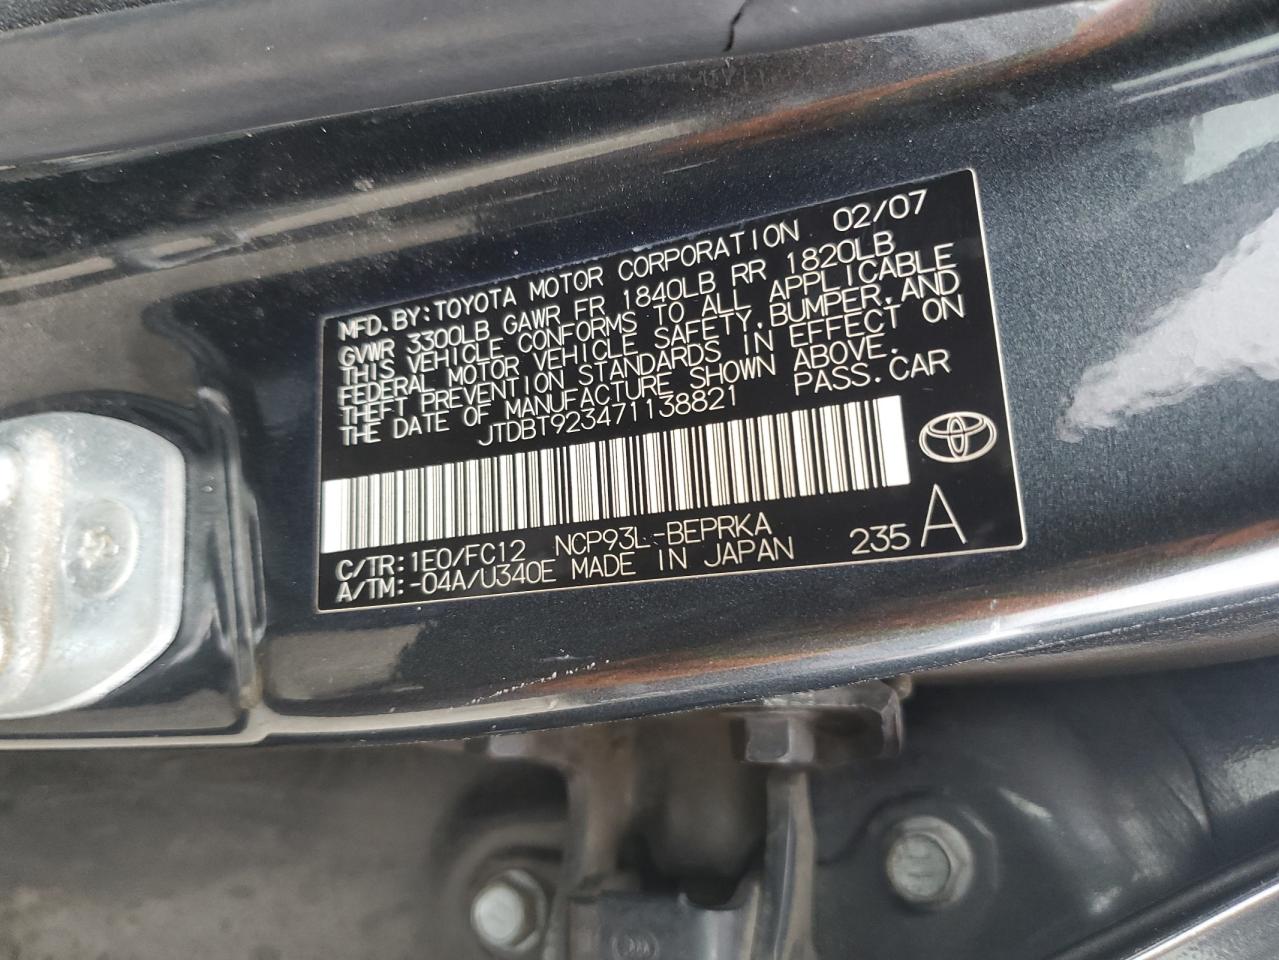 MFD.BY:TOYOTA MOTOR CORPORATION 02/07
GVWR 3300LB GAWR FR 1840LB RR 1820LB
THIS VEHICLE CONFORMS TO ALL APPLICABLE
FEDERAL MOTOR VEHICLE SAFETY,BUMPER,AND
THEFT PREVENTION STANDARDS IN EFFECT ON
THE DATE OF MANUFACTURE SHOWN ABOVE.
JTDBT923471138821 PASS.CAR
C/TR:1E0/FC12 NCP93L-BEPRKA
A/TM:-04A/U340E MADE IN JAPAN 235 A